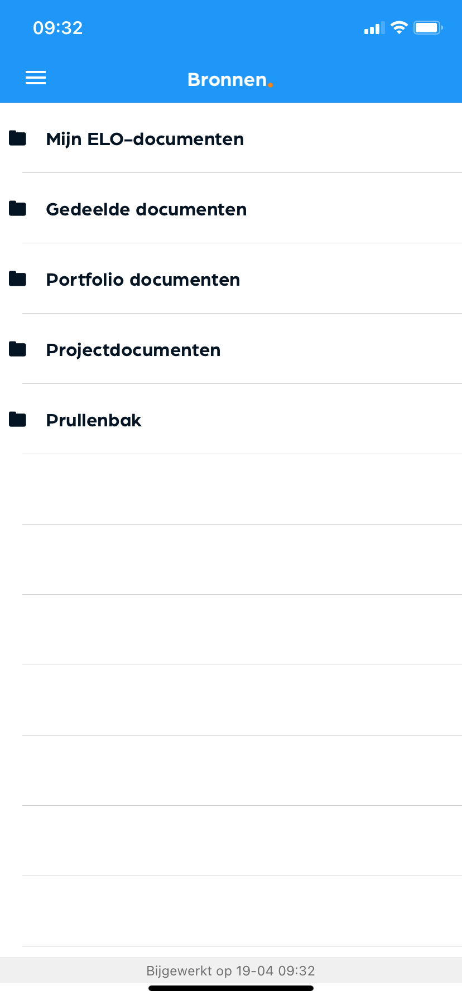 09:32
Bronnen.
Mijn ELO-documenten
Gedeelde documenten
Portfolio documenten
Projectdocumenten
Prullenbak
Bijgewerkt op 19-04 09:32